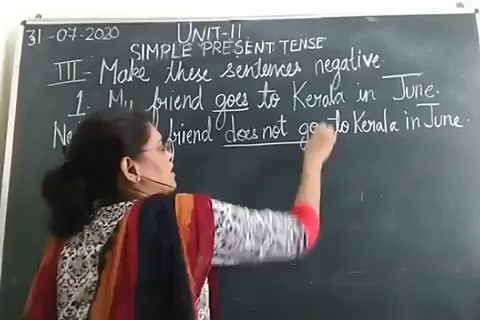 31-07-2020 UNIT-II
SIMPLE PRESENT TENSE
III- Make these sentences negative.
1. My friend goes to Kerala in June.
friend does not go to Kerala in June.